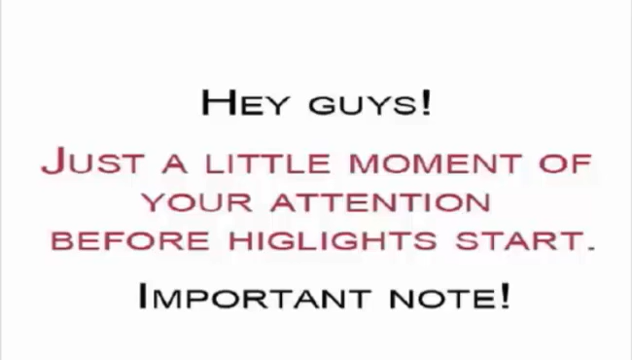 Hey guys!
Just a little moment of
your attention
before higlights start.
Important note!